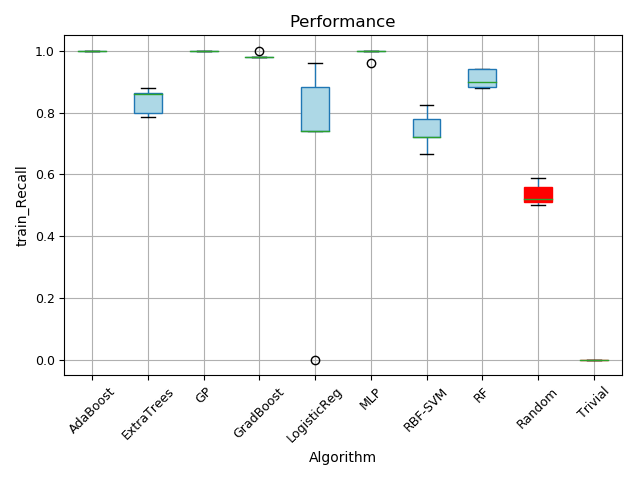 Performance
1.0
0.8
0.6
0.4
0.2
0.0
train_Recall
AdaBoost
ExtraTrees
GP
GradBoost
LogisticReg
MLP
RBF-SVM
RF
Random
Trivial
Algorithm